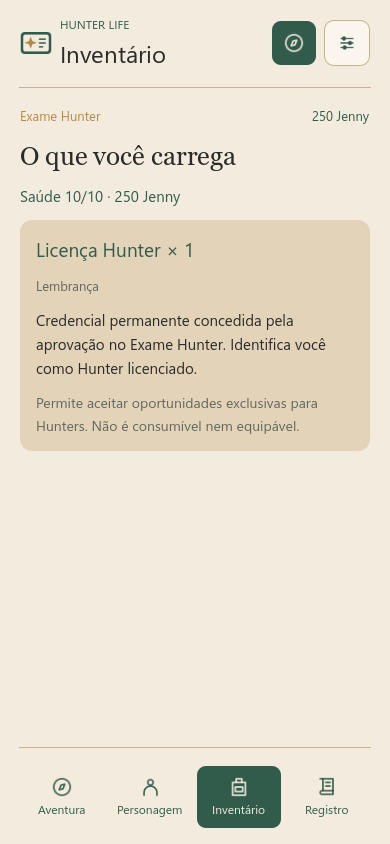 HUNTER LIFE
Inventário
Exame Hunter
250 Jenny
O que você carrega
Saúde 10/10 · 250 Jenny
Licença Hunter × 1
Lembrança
Credencial permanente concedida pela
aprovação no Exame Hunter. Identifica você
como Hunter licenciado.
Permite aceitar oportunidades exclusivas para
Hunters. Não é consumível nem equipável.
Aventura
Personagem
Inventário
Registro